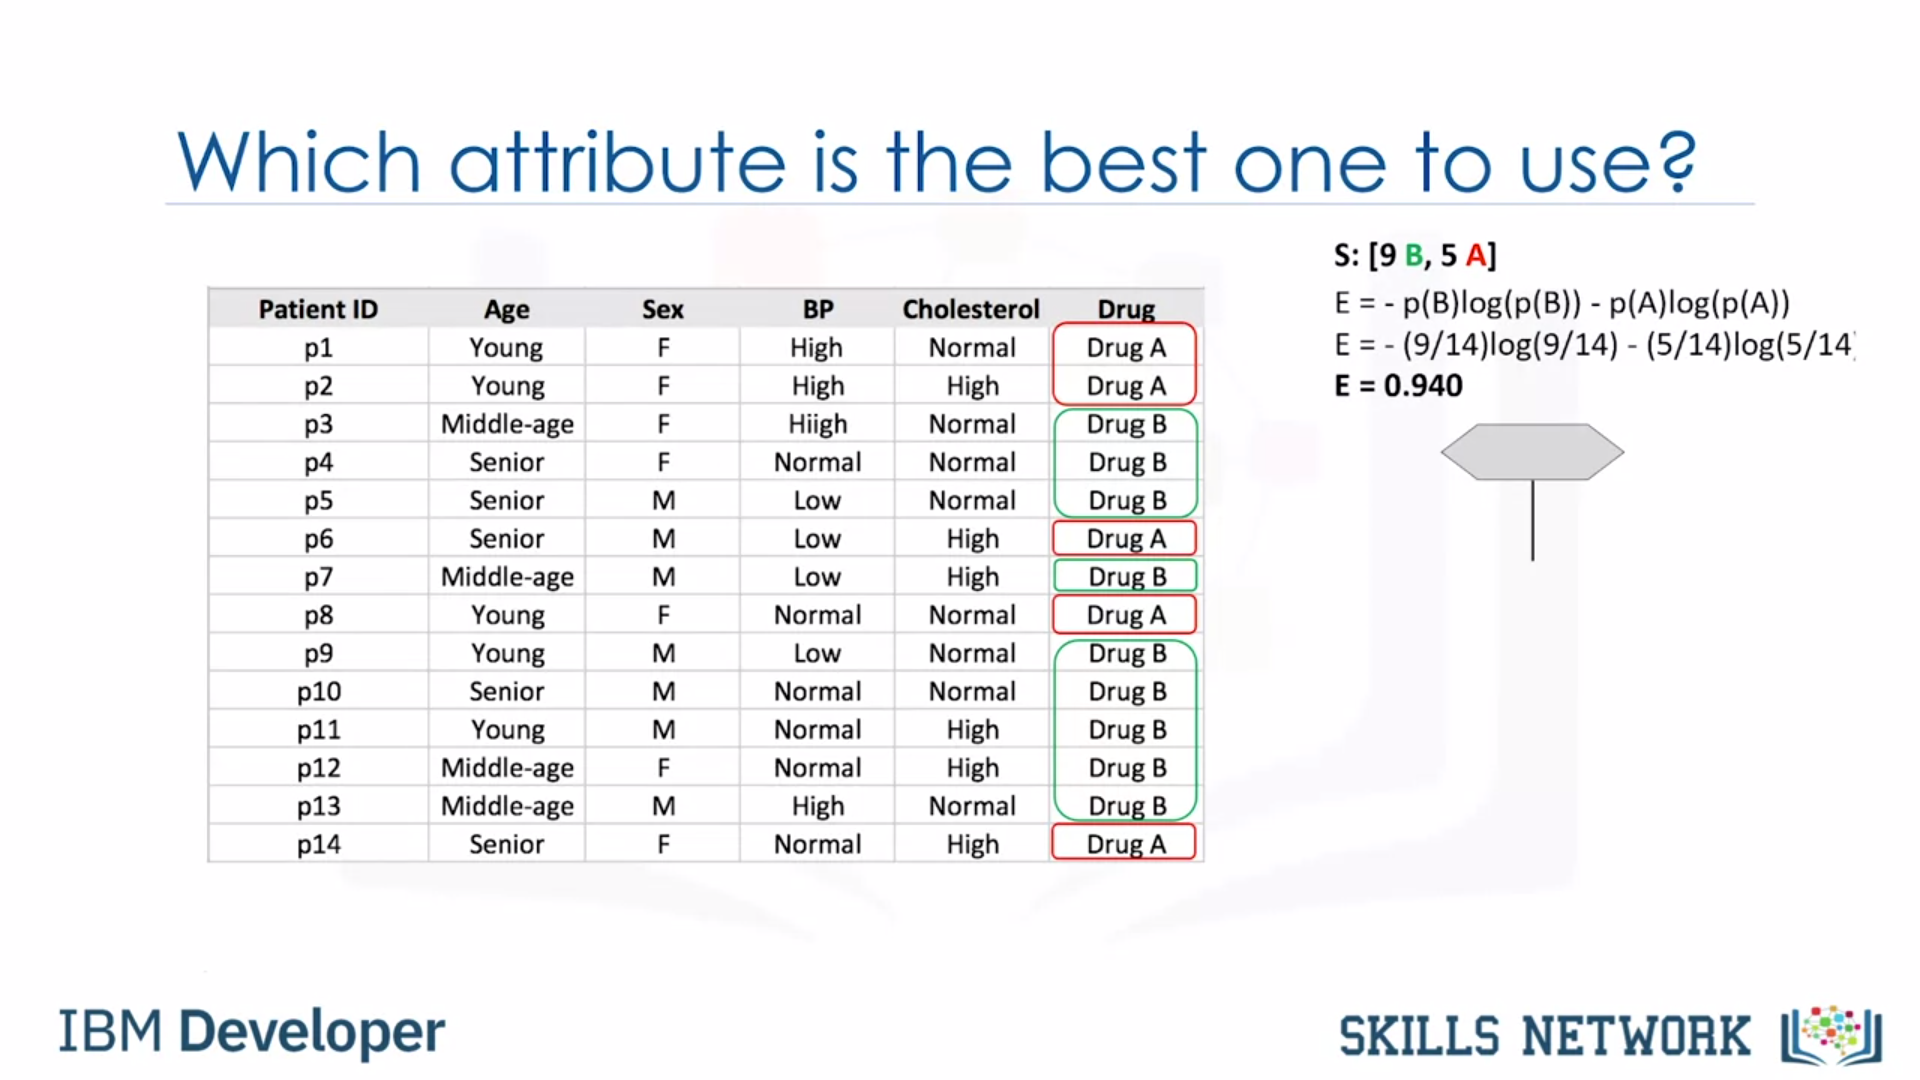 Which attribute is the best one to use?
S: [9 B, 5 A]
E = - p(B)log(p(B)) - p(A)log(p(A))
E = - (9/14)log(9/14) - (5/14)log(5/14)
E = 0.940
Patient ID Age Sex BP Cholesterol Drug
p1 Young F High Normal Drug A
p2 Young F High High Drug A
p3 Middle-age F Hiigh Normal Drug B
p4 Senior F Normal Normal Drug B
p5 Senior M Low Normal Drug B
p6 Senior M Low High Drug A
p7 Middle-age M Low High Drug B
p8 Young F Normal Normal Drug A
p9 Young M Low Normal Drug B
p10 Senior M Normal Normal Drug B
p11 Young M Normal High Drug B
p12 Middle-age F Normal High Drug B
p13 Middle-age M High Normal Drug B
p14 Senior F Normal High Drug A
IBM Developer
SKILLS NETWORK